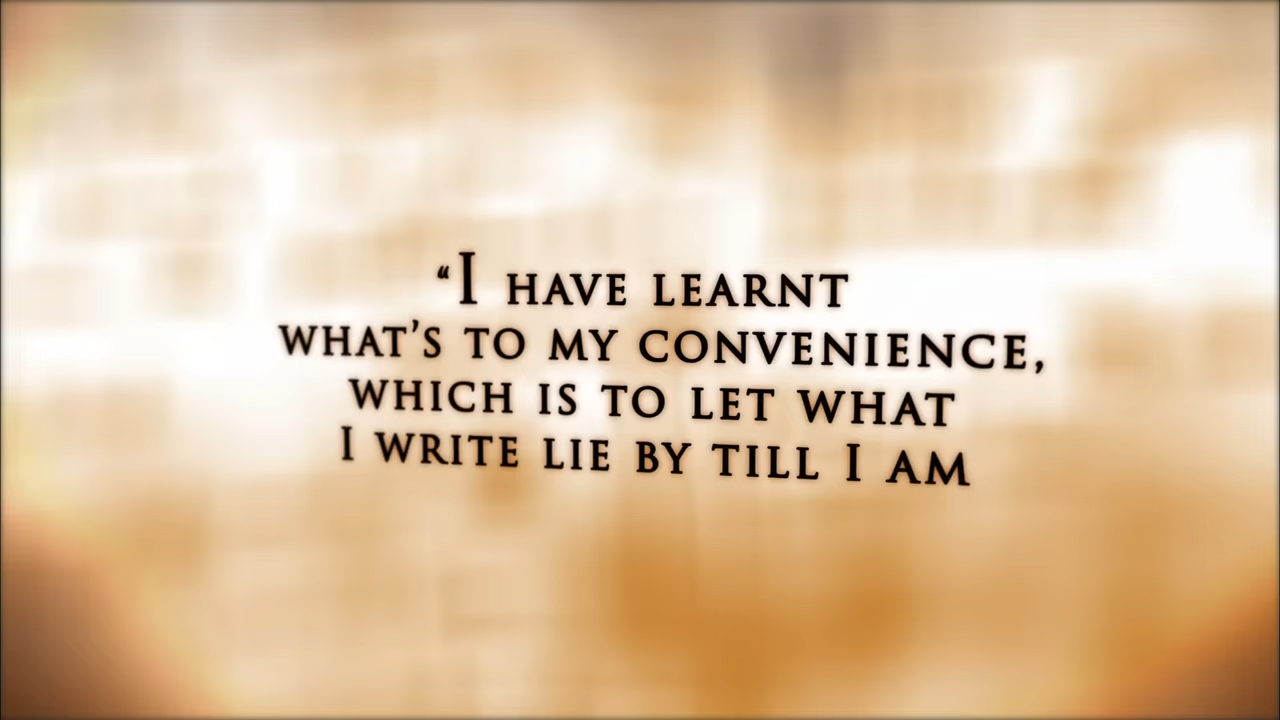 “I HAVE LEARNT
WHAT’S TO MY CONVENIENCE,
WHICH IS TO LET WHAT
I WRITE LIE BY TILL I AM